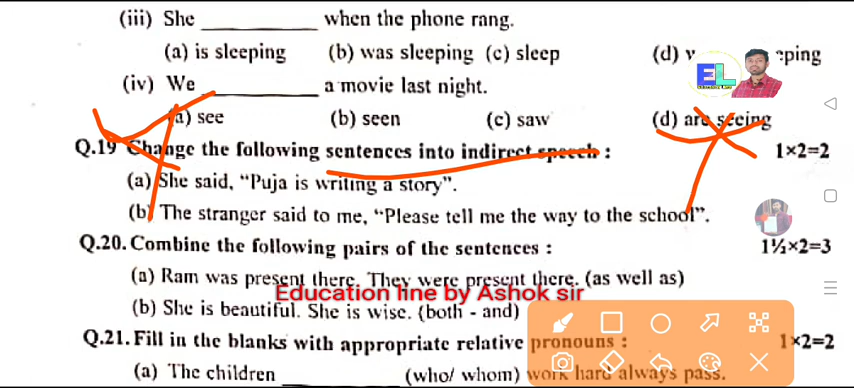 (iii) She ____________ when the phone rang.
(a) is sleeping (b) was sleeping (c) sleep (d)
(iv) We ____________ a movie last night.
(a) see (b) seen (c) saw (d) are seeing
EL
Q.19 Change the following sentences into indirect speech : 1×2=2
(a) She said, “Puja is writing a story”.
(b) The stranger said to me, “Please tell me the way to the school”.
Q.20. Combine the following pairs of the sentences : 1½×2=3
(a) Ram was present there. They were present there. (as well as)
Education line by Ashok sir
(b) She is beautiful. She is wise. (both - and)
Q.21. Fill in the blanks with appropriate relative pronouns : 1×2=2
(a) The children ____________ (who/ whom) work hard always pass.